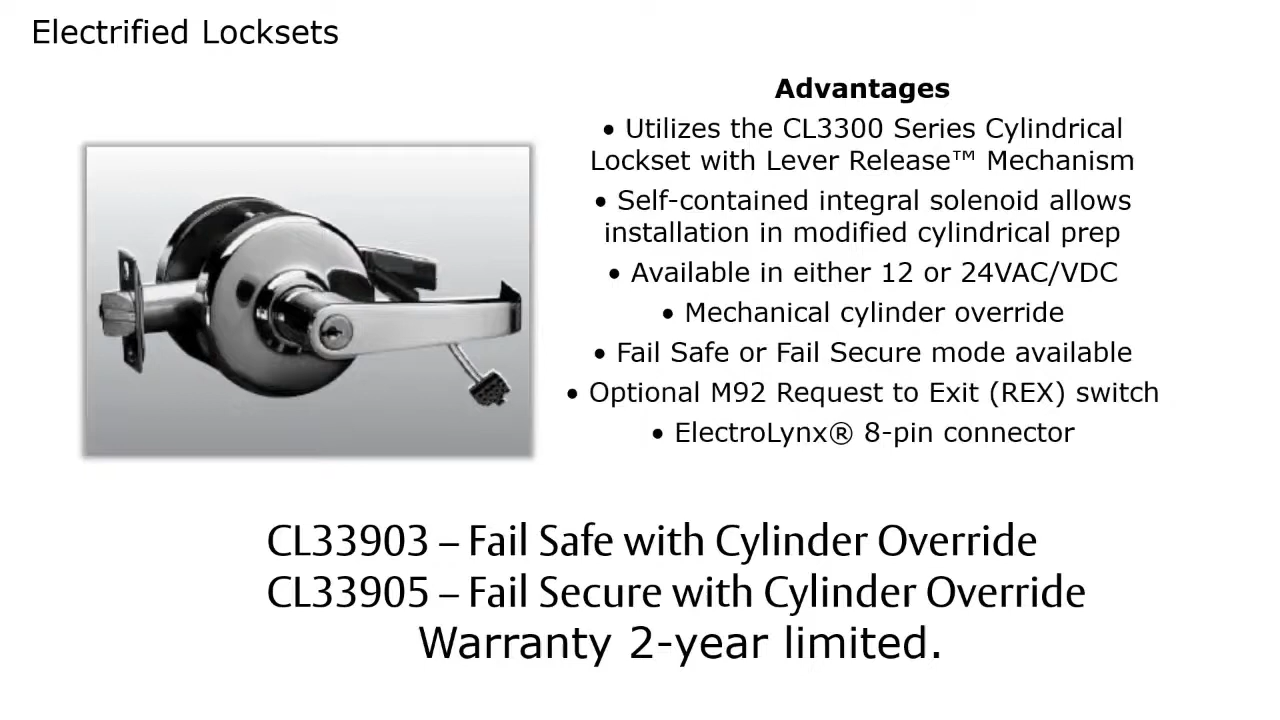 Electrified Locksets
Advantages
• Utilizes the CL3300 Series Cylindrical
Lockset with Lever Release™ Mechanism
• Self-contained integral solenoid allows
installation in modified cylindrical prep
• Available in either 12 or 24VAC/VDC
• Mechanical cylinder override
• Fail Safe or Fail Secure mode available
• Optional M92 Request to Exit (REX) switch
• ElectroLynx® 8-pin connector
CL33903 – Fail Safe with Cylinder Override
CL33905 – Fail Secure with Cylinder Override
Warranty 2-year limited.